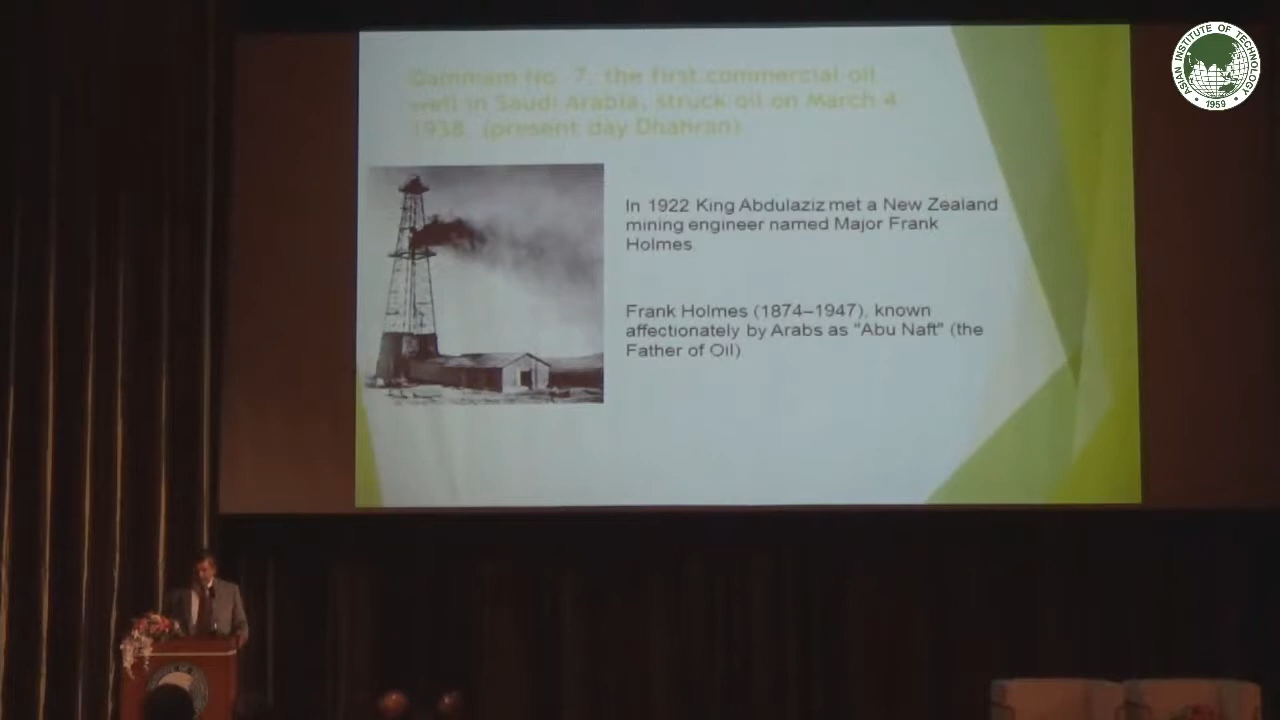 Dammam No. 7, the first commercial oil
well in Saudi Arabia, struck oil on March 4
1938 (present day Dhahran)
In 1922 King Abdulaziz met a New Zealand
mining engineer named Major Frank
Holmes.
Frank Holmes (1874–1947), known
affectionately by Arabs as "Abu Naft" (the
Father of Oil)
ASIAN INSTITUTE OF TECHNOLOGY
1959